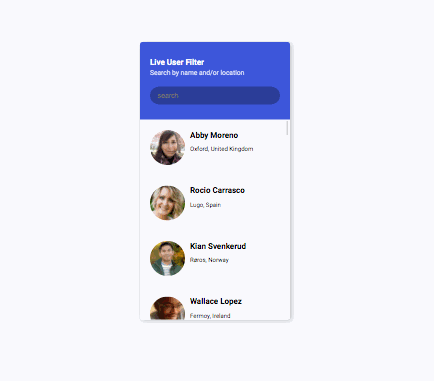 Live User Filter
Search by name and/or location
search
Abby Moreno
Oxford, United Kingdom
Rocio Carrasco
Lugo, Spain
Kian Svenkerud
Røros, Norway
Wallace Lopez
Fermoy, Ireland